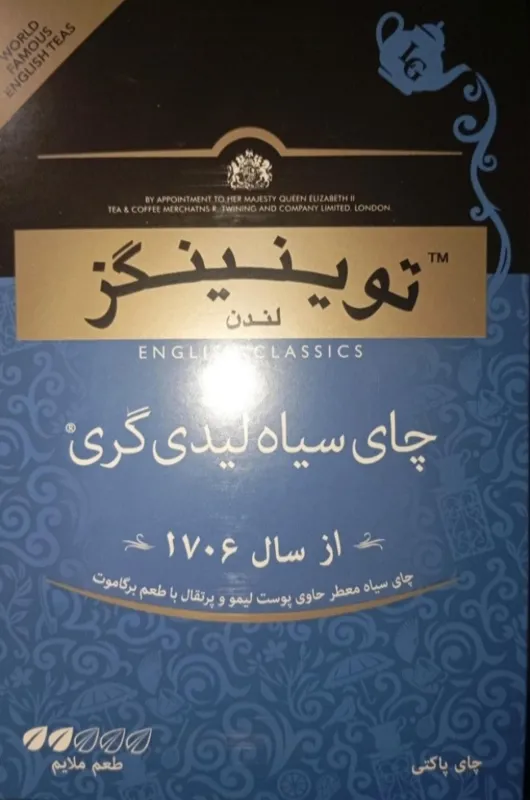 WORLD
FAMOUS
ENGLISH TEAS
LG
BY APPOINTMENT TO HER MAJESTY QUEEN ELIZABETH II
TEA & COFFEE MERCHATNS R. TWINING AND COMPANY LIMITED. LONDON.
توینینگز™
لندن
ENGLISH CLASSICS
چای سیاه لیدی گری®
از سال ۱۷۰۶
چای سیاه معطر حاوی پوست لیمو و پرتقال با طعم برگاموت
طعم ملایم
چای پاکتی